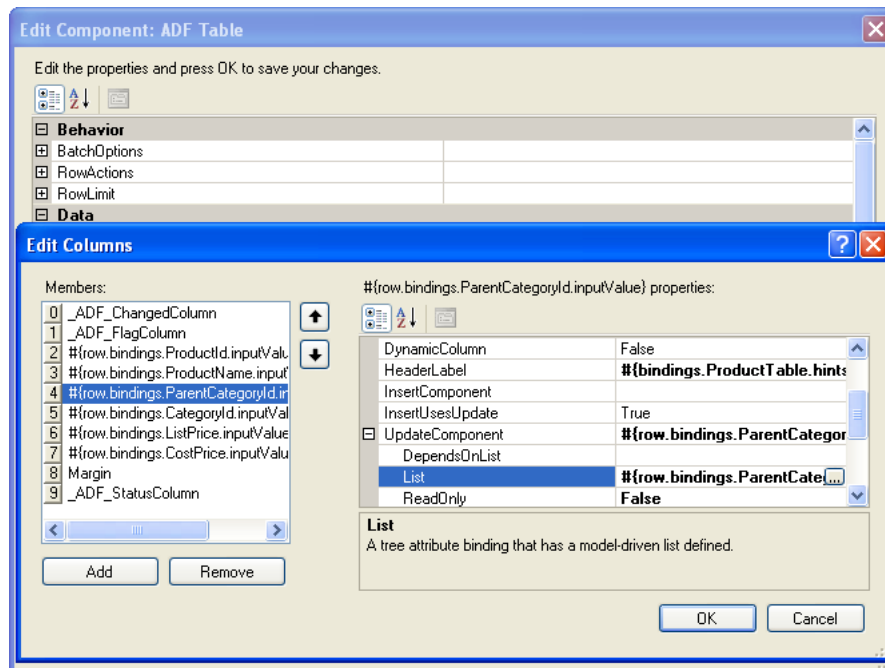 Edit Component: ADF Table
Edit the properties and press OK to save your changes.
Behavior
BatchOptions
RowActions
RowLimit
Data
Edit Columns
Members:
0 _ADF_ChangedColumn
1 _ADF_FlagColumn
2 #{row.bindings.ProductId.inputValu
3 #{row.bindings.ProductName.input
4 #{row.bindings.ParentCategoryId.in
5 #{row.bindings.CategoryId.inputVal
6 #{row.bindings.ListPrice.inputValue
7 #{row.bindings.CostPrice.inputValu
8 Margin
9 _ADF_StatusColumn
Add Remove
#{row.bindings.ParentCategoryId.inputValue} properties:
DynamicColumn False
HeaderLabel #{bindings.ProductTable.hints
InsertComponent
InsertUsesUpdate True
UpdateComponent #{row.bindings.ParentCategor
DependsOnList
List #{row.bindings.ParentCate ...
ReadOnly False
List
A tree attribute binding that has a model-driven list defined.
OK Cancel